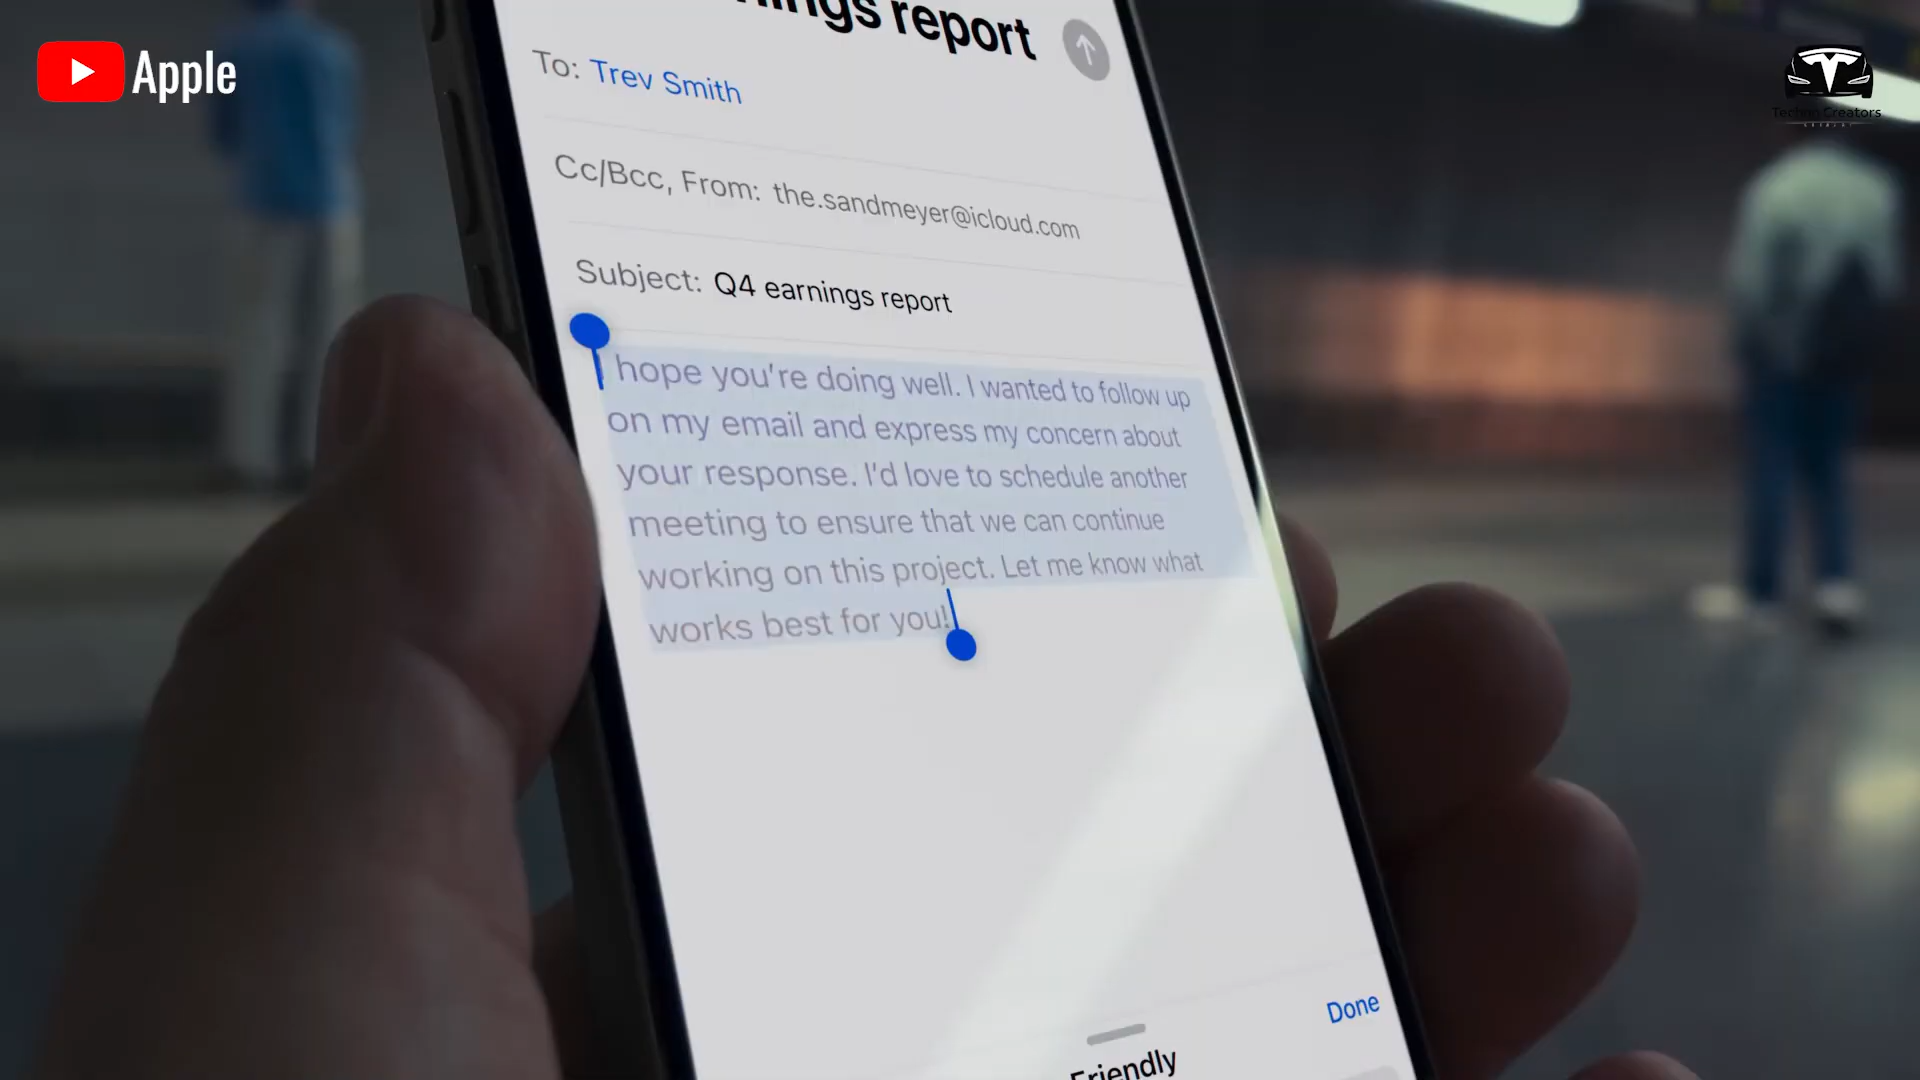 Apple
Techno Creators
report
To: Trev Smith
Cc/Bcc, From: the.sandmeyer@icloud.com
Subject: Q4 earnings report
hope you're doing well. I wanted to follow up
on my email and express my concern about
your response. I'd love to schedule another
meeting to ensure that we can continue
working on this project. Let me know what
works best for you!
Done
Friendly